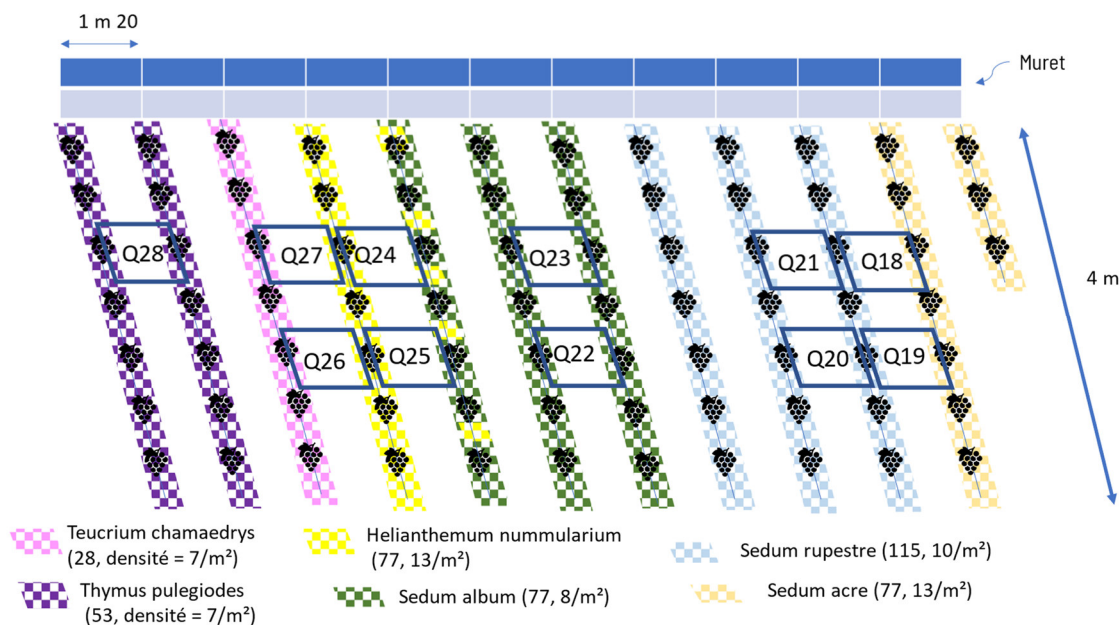 1 m 20
Muret
Q28
Q27
Q24
Q23
Q21
Q18
4 m
Q26
Q25
Q22
Q20
Q19
Teucrium chamaedrys
(28, densité = 7/m²)
Helianthemum nummularium
(77, 13/m²)
Sedum rupestre (115, 10/m²)
Thymus pulegiodes
(53, densité = 7/m²)
Sedum album (77, 8/m²)
Sedum acre (77, 13/m²)